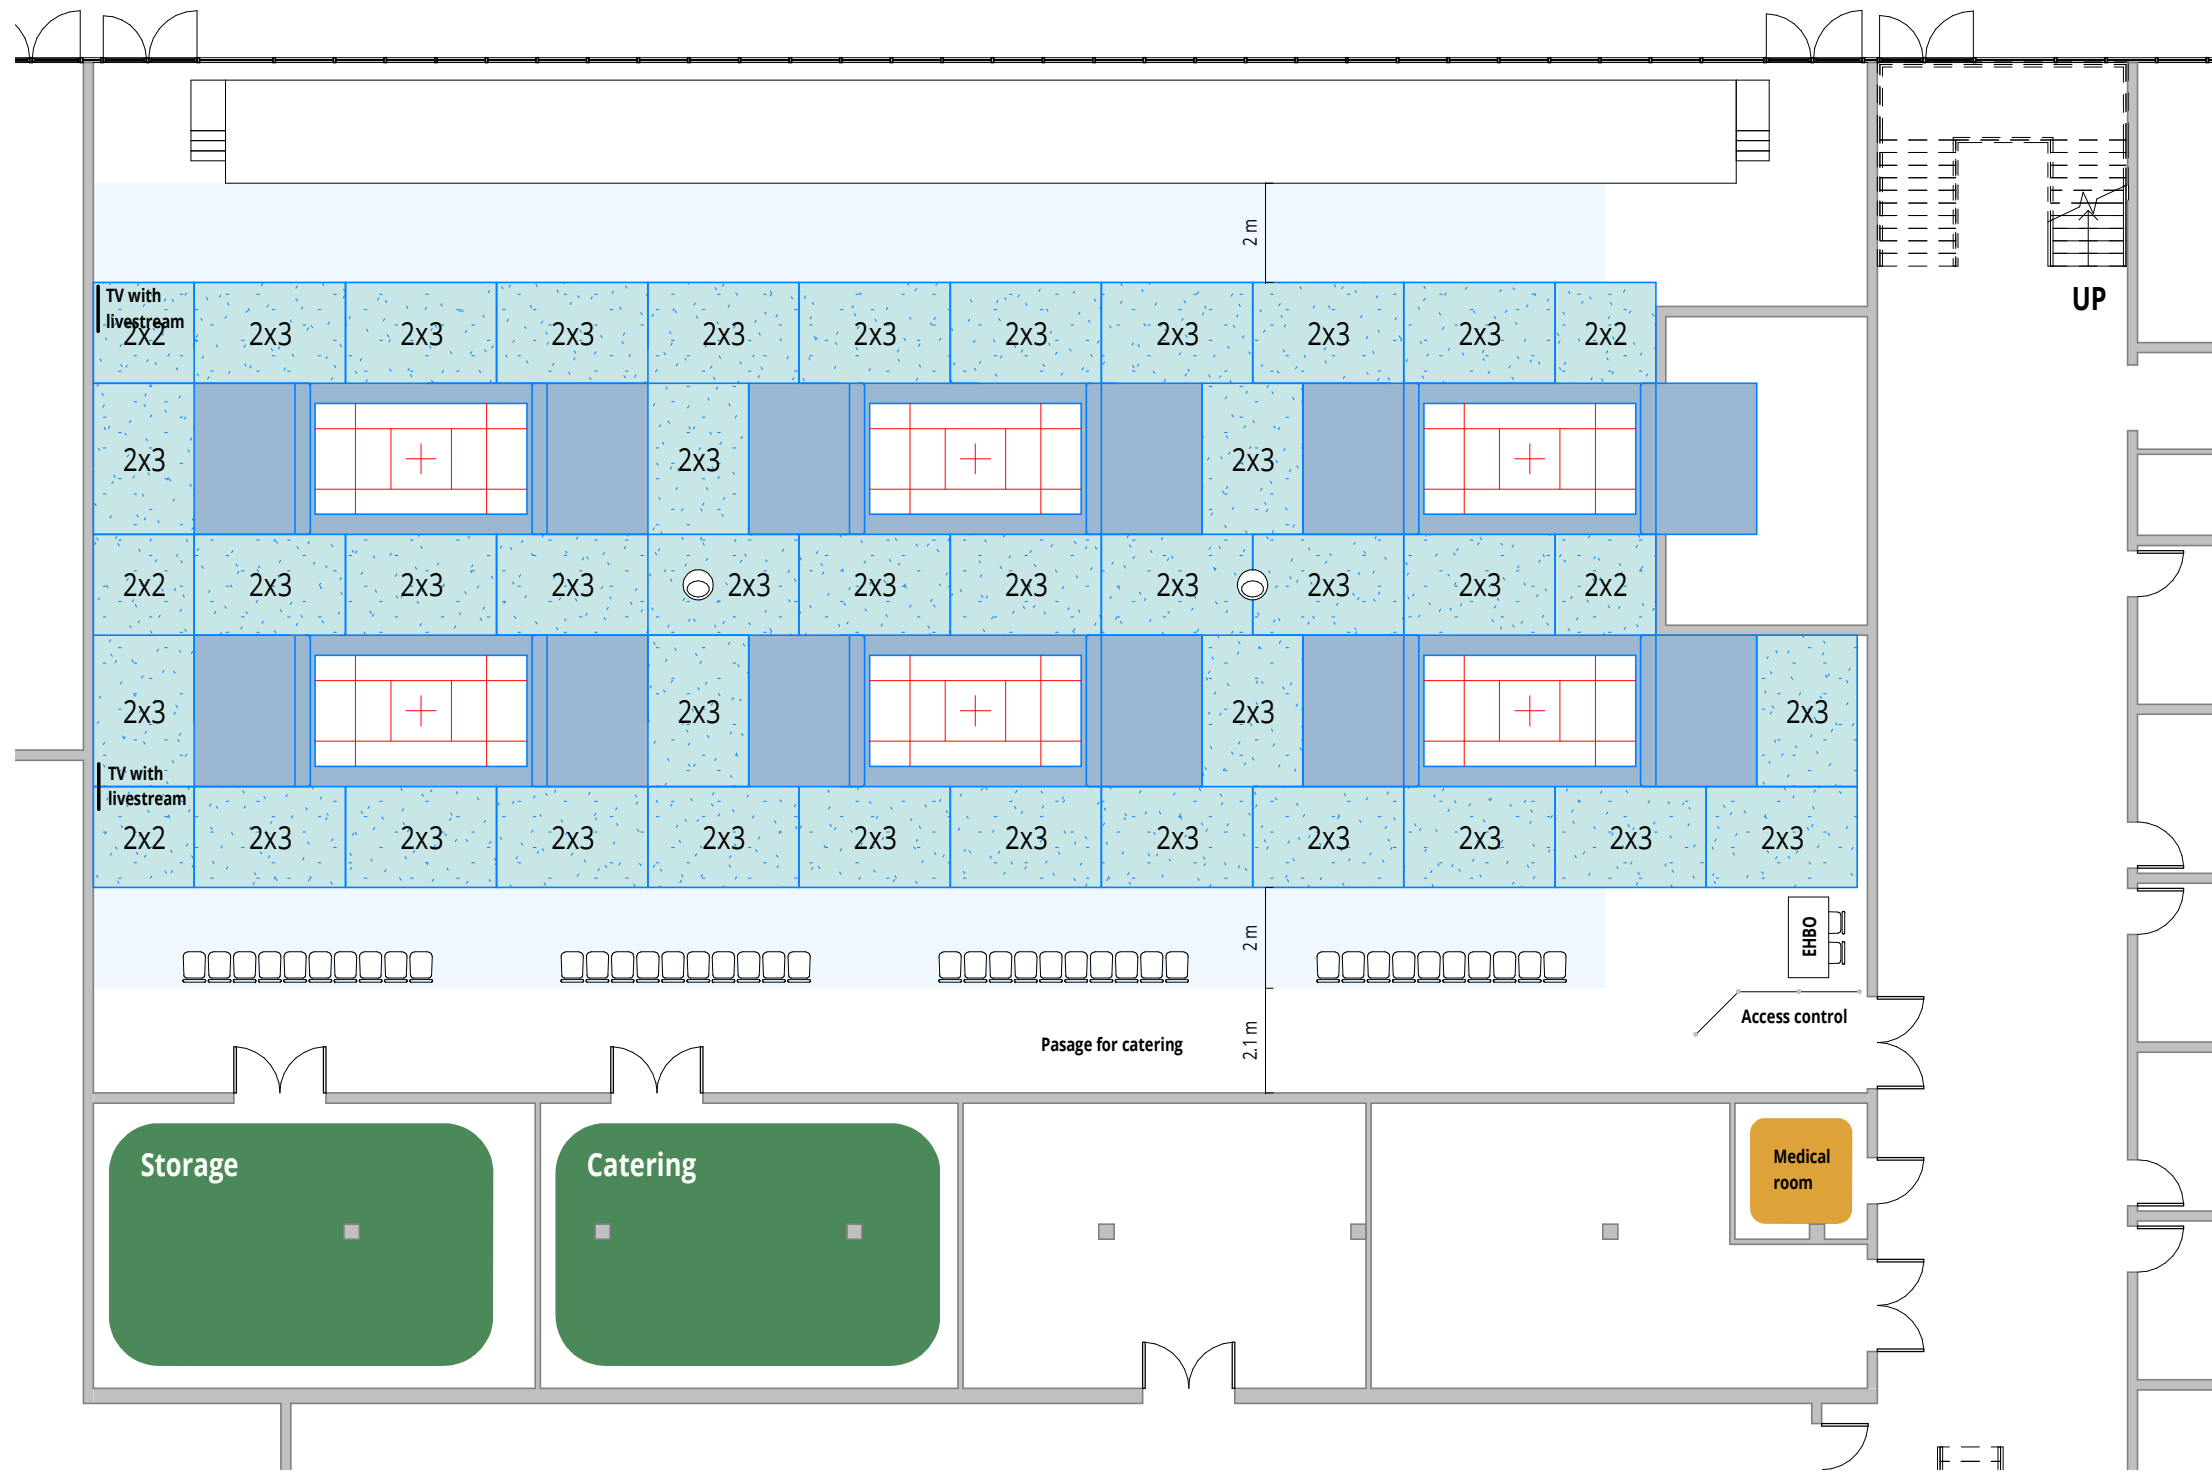 2 m
UP
TV with
livestream
2x2 2x3 2x3 2x3 2x3 2x3 2x3 2x3 2x3 2x3 2x2
2x3 2x3 2x3
2x2 2x3 2x3 2x3 2x3 2x3 2x3 2x3 2x3 2x3 2x2
2x3 2x3 2x3 2x3
TV with
livestream
2x2 2x3 2x3 2x3 2x3 2x3 2x3 2x3 2x3 2x3 2x3 2x3
2 m
EHBO
Access control
Pasage for catering
2.1 m
Storage
Catering
Medical
room